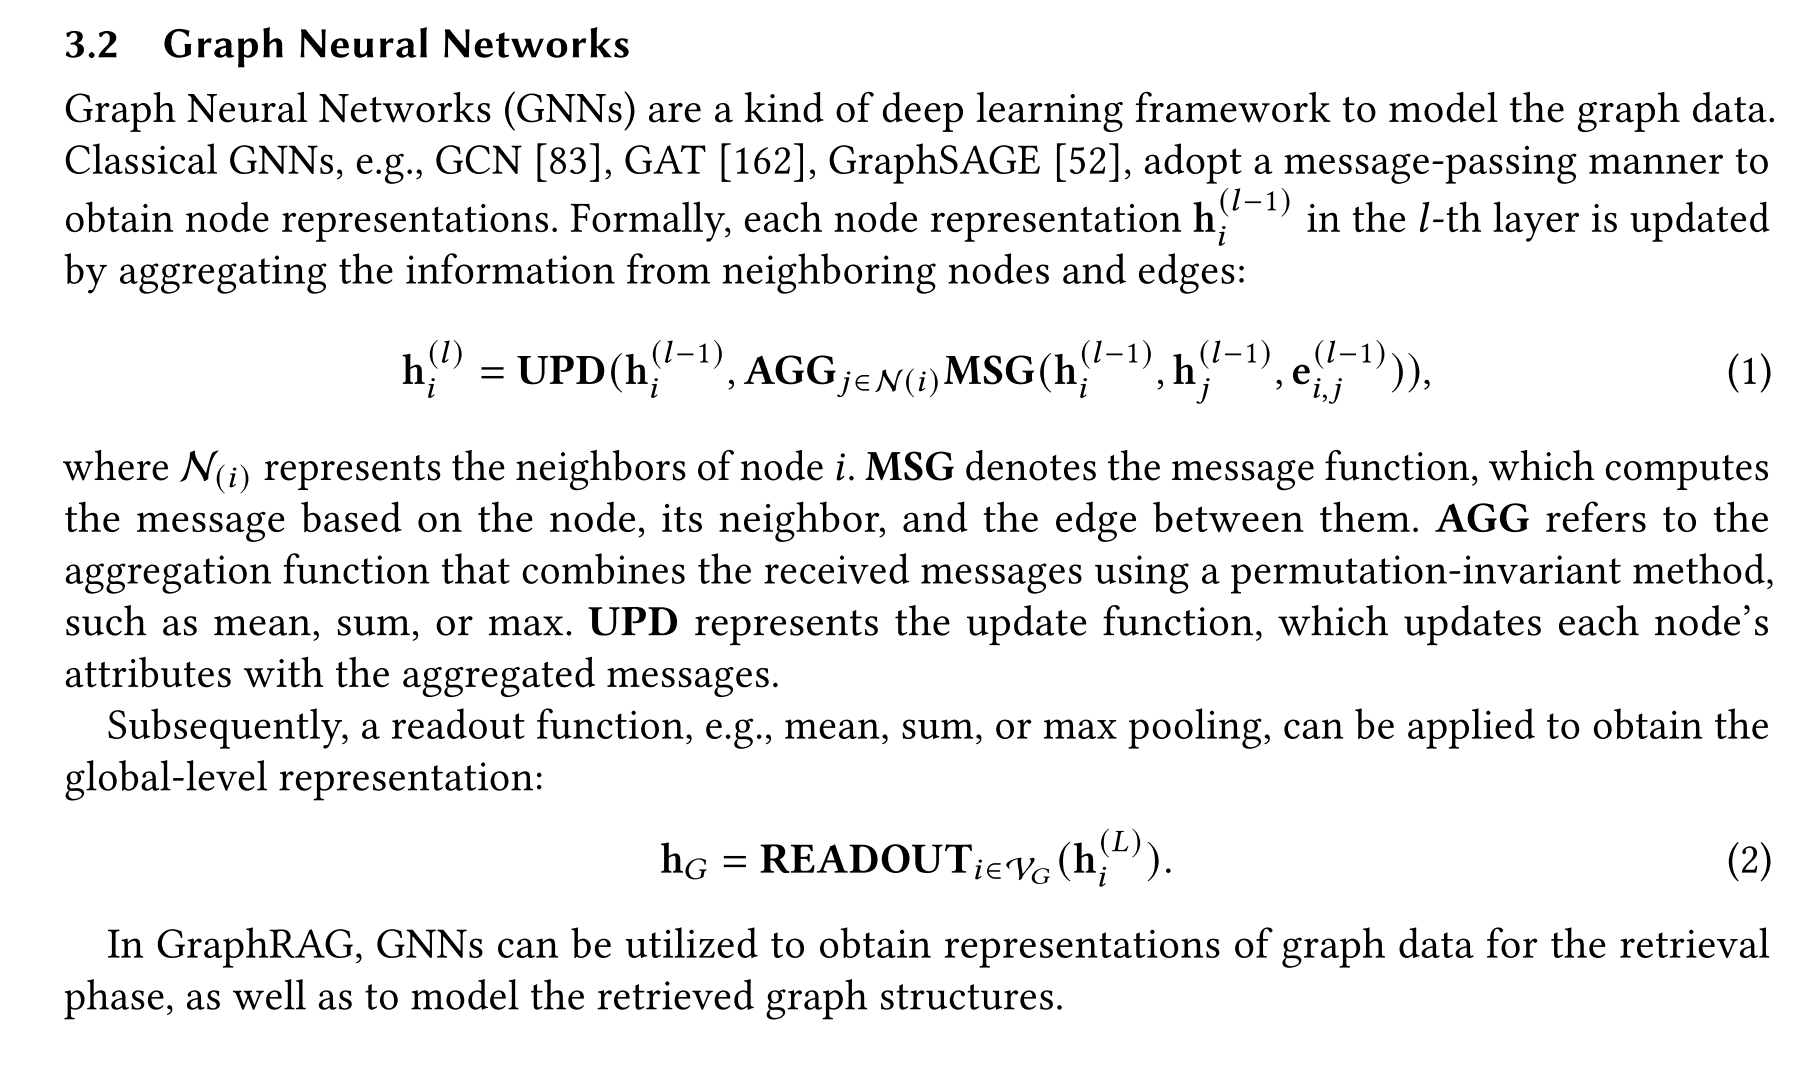 3.2 Graph Neural Networks
Graph Neural Networks (GNNs) are a kind of deep learning framework to model the graph data.
Classical GNNs, e.g., GCN [83], GAT [162], GraphSAGE [52], adopt a message-passing manner to
obtain node representations. Formally, each node representation $\mathbf{h}_i^{(l-1)}$ in the $l$-th layer is updated
by aggregating the information from neighboring nodes and edges:
$\mathbf{h}_i^{(l)} = \mathbf{UPD}(\mathbf{h}_i^{(l-1)}, \mathbf{AGG}_{j \in \mathcal{N}(i)} \mathbf{MSG}(\mathbf{h}_i^{(l-1)}, \mathbf{h}_j^{(l-1)}, \mathbf{e}_{i,j}^{(l-1)})),$ (1)
where $\mathcal{N}_{(i)}$ represents the neighbors of node $i$. MSG denotes the message function, which computes
the message based on the node, its neighbor, and the edge between them. AGG refers to the
aggregation function that combines the received messages using a permutation-invariant method,
such as mean, sum, or max. UPD represents the update function, which updates each node's
attributes with the aggregated messages.
Subsequently, a readout function, e.g., mean, sum, or max pooling, can be applied to obtain the
global-level representation:
$\mathbf{h}_G = \mathbf{READOUT}_{i \in \mathcal{V}_G}(\mathbf{h}_i^{(L)}).$ (2)
In GraphRAG, GNNs can be utilized to obtain representations of graph data for the retrieval
phase, as well as to model the retrieved graph structures.